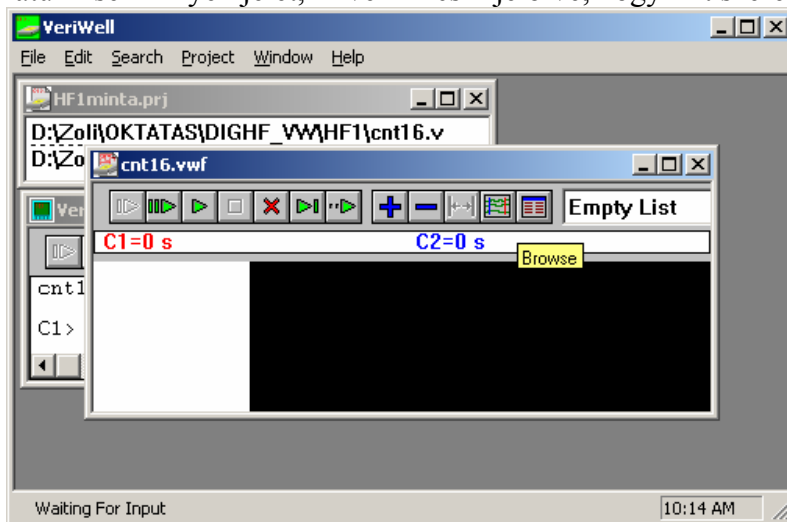 VeriWell
File Edit Search Project Window Help
HF1minta.prj
D:\Zoli\OKTATAS\DIGHF_VW\HF1\cnt16.v
D:\Zo
cnt16.vwf
Ver
Empty List
C1=0 s C2=0 s
Browse
cnt1
C1>
Waiting For Input 10:14 AM